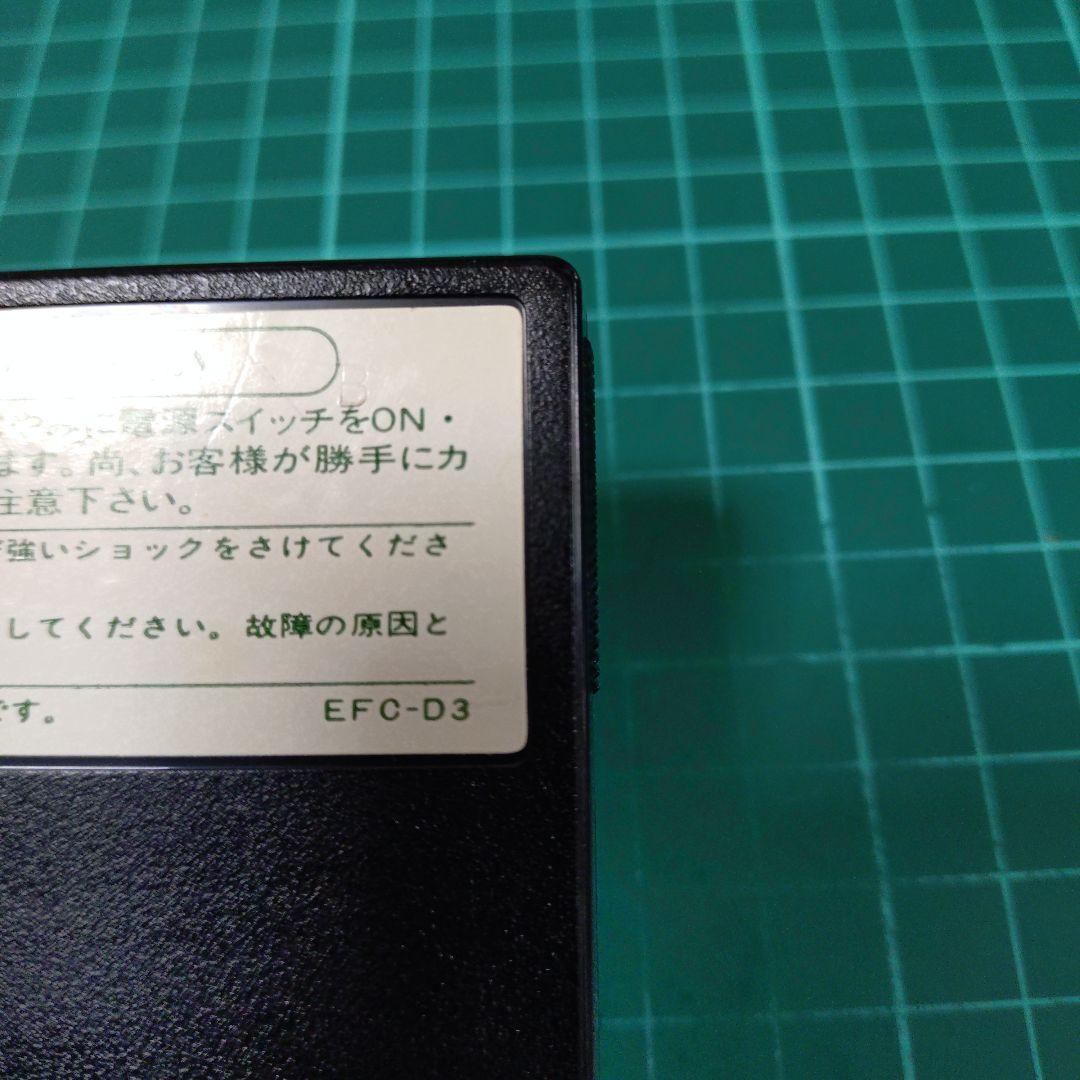 に電源スイッチをON・
ます。尚、お客様が勝手にカ
注意下さい。
強いショックをさけてくださ
してください。故障の原因と
です。 EFC-D3